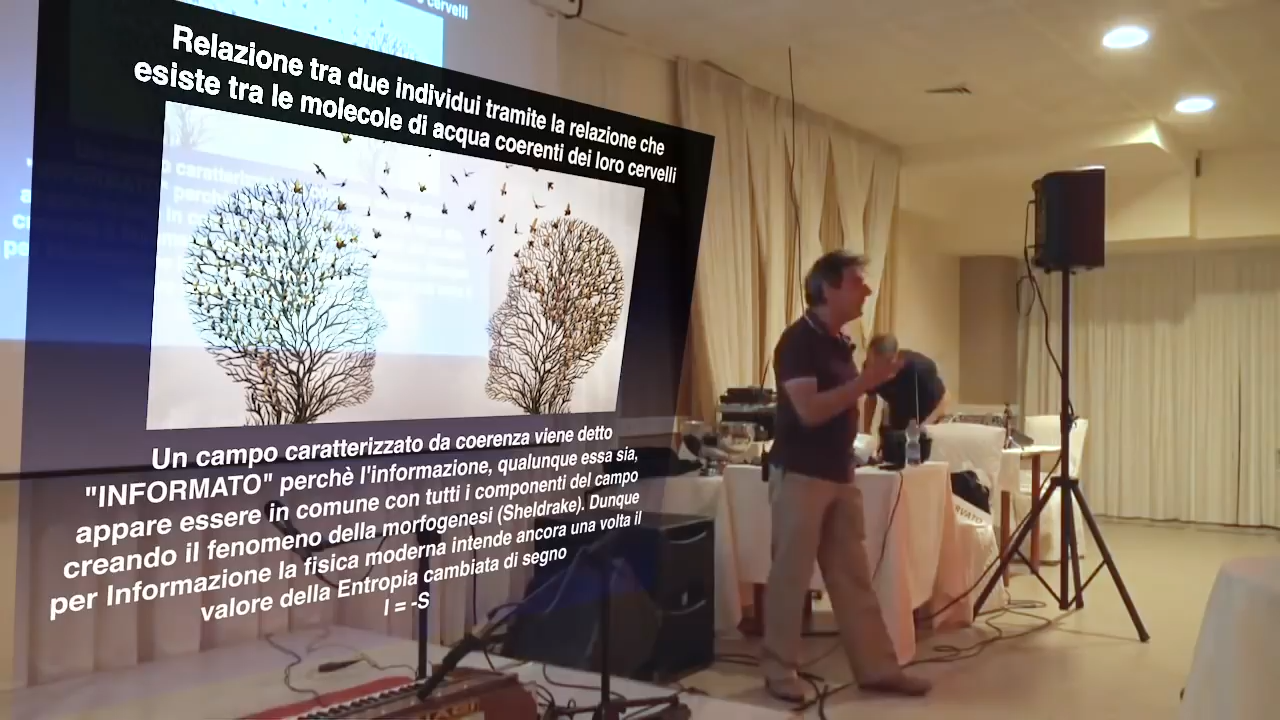 Relazione tra due individui tramite la relazione che
esiste tra le molecole di acqua coerenti dei loro cervelli
Un campo caratterizzato da coerenza viene detto
"INFORMATO" perchè l'informazione, qualunque essa sia,
appare essere in comune con tutti i componenti del campo
creando il fenomeno della morfogenesi (Sheldrake). Dunque
per Informazione la fisica moderna intende ancora una volta il
valore della Entropia cambiata di segno
I = -S
cervelli